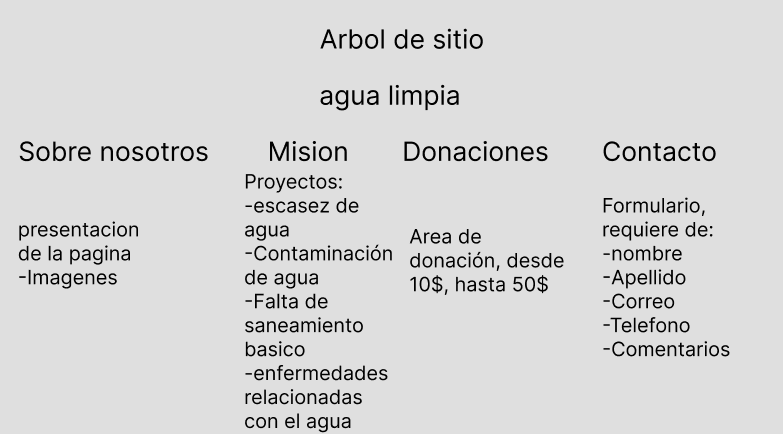 Arbol de sitio
agua limpia
Sobre nosotros
presentacion
de la pagina
-Imagenes
Mision
Proyectos:
-escasez de
agua
-Contaminación
de agua
-Falta de
saneamiento
basico
-enfermedades
relacionadas
con el agua
Donaciones
Area de
donación, desde
10$, hasta 50$
Contacto
Formulario,
requiere de:
-nombre
-Apellido
-Correo
-Telefono
-Comentarios